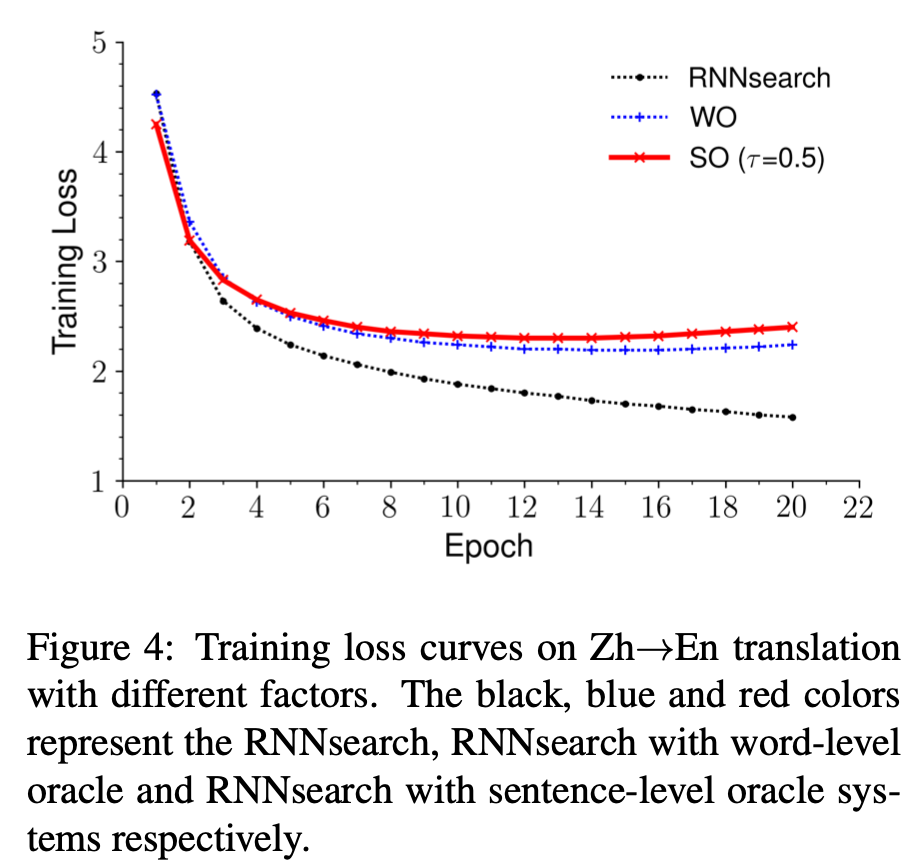 5
4
3
2
1
Training Loss
RNNsearch
WO
SO (τ=0.5)
0 2 4 6 8 10 12 14 16 18 20 22
Epoch
Figure 4: Training loss curves on Zh→En translation
with different factors. The black, blue and red colors
represent the RNNsearch, RNNsearch with word-level
oracle and RNNsearch with sentence-level oracle sys-
tems respectively.